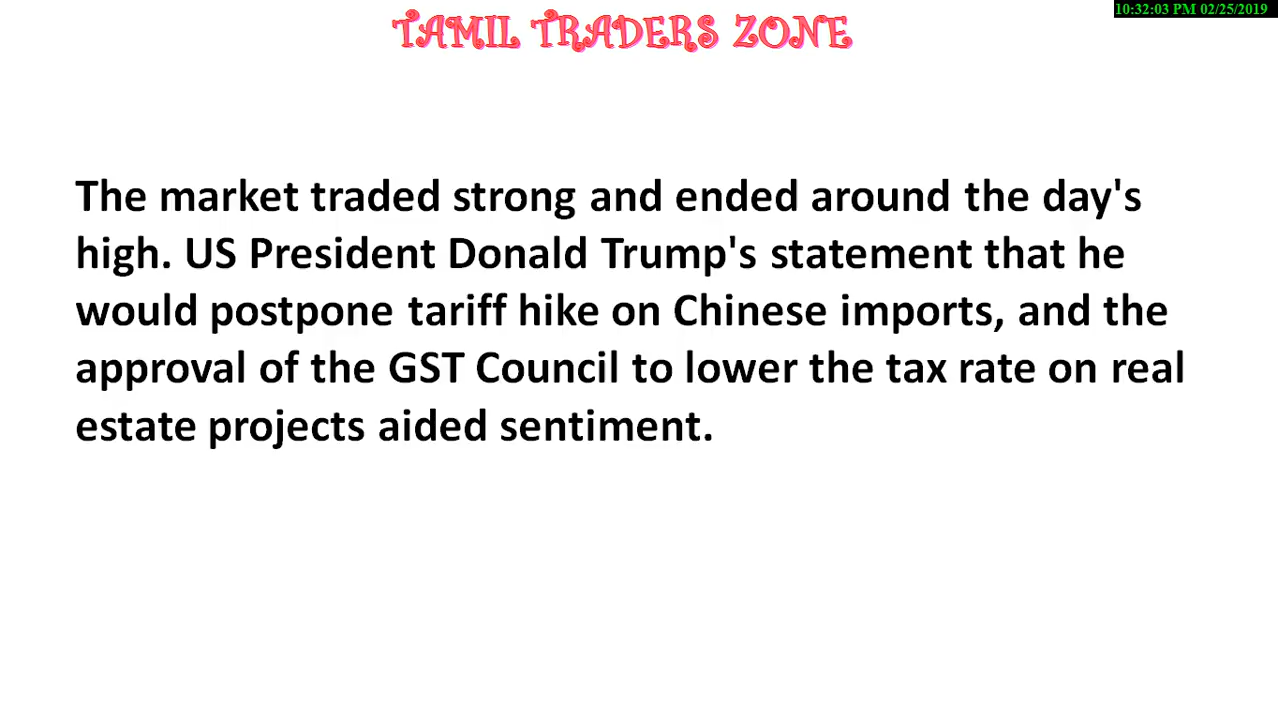 TAMIL TRADERS ZONE
10:32:03 PM 02/25/2019
The market traded strong and ended around the day's
high. US President Donald Trump's statement that he
would postpone tariff hike on Chinese imports, and the
approval of the GST Council to lower the tax rate on real
estate projects aided sentiment.